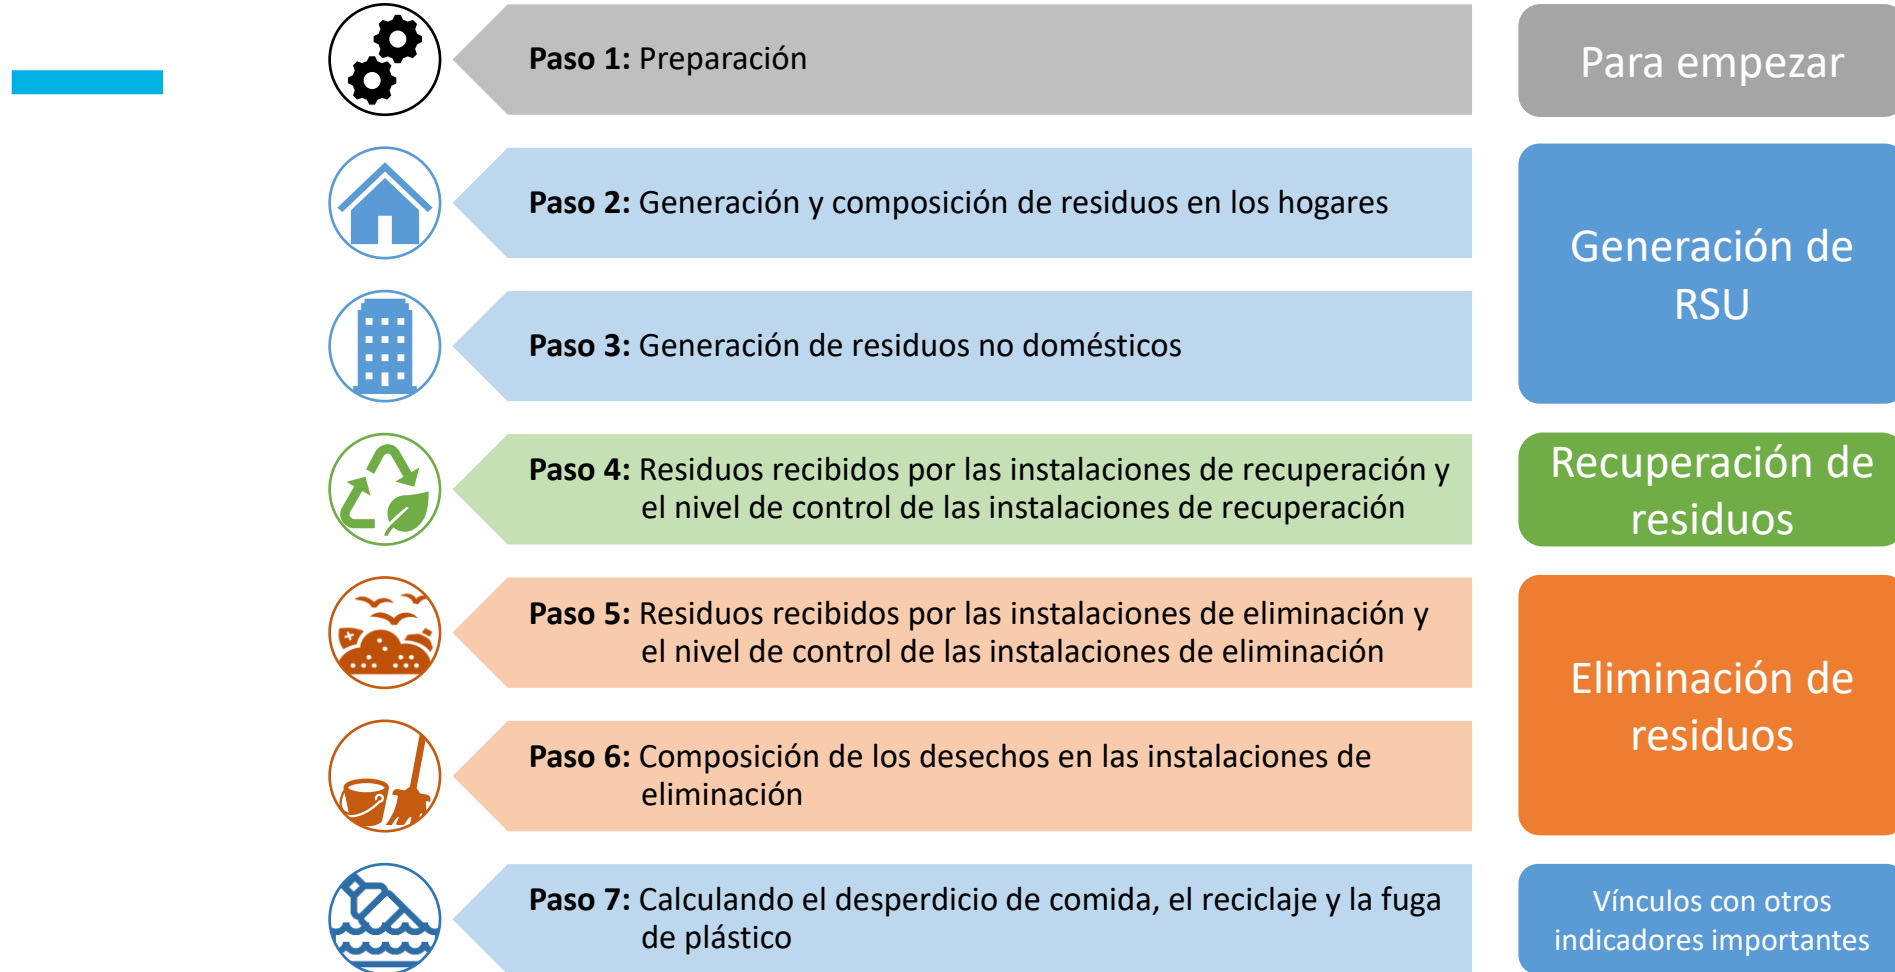 Paso 1: Preparación
Para empezar
Paso 2: Generación y composición de residuos en los hogares
Generación de
RSU
Paso 3: Generación de residuos no domésticos
Paso 4: Residuos recibidos por las instalaciones de recuperación y
el nivel de control de las instalaciones de recuperación
Recuperación de
residuos
Paso 5: Residuos recibidos por las instalaciones de eliminación y
el nivel de control de las instalaciones de eliminación
Eliminación de
residuos
Paso 6: Composición de los desechos en las instalaciones de
eliminación
Paso 7: Calculando el desperdicio de comida, el reciclaje y la fuga
de plástico
Vínculos con otros
indicadores importantes